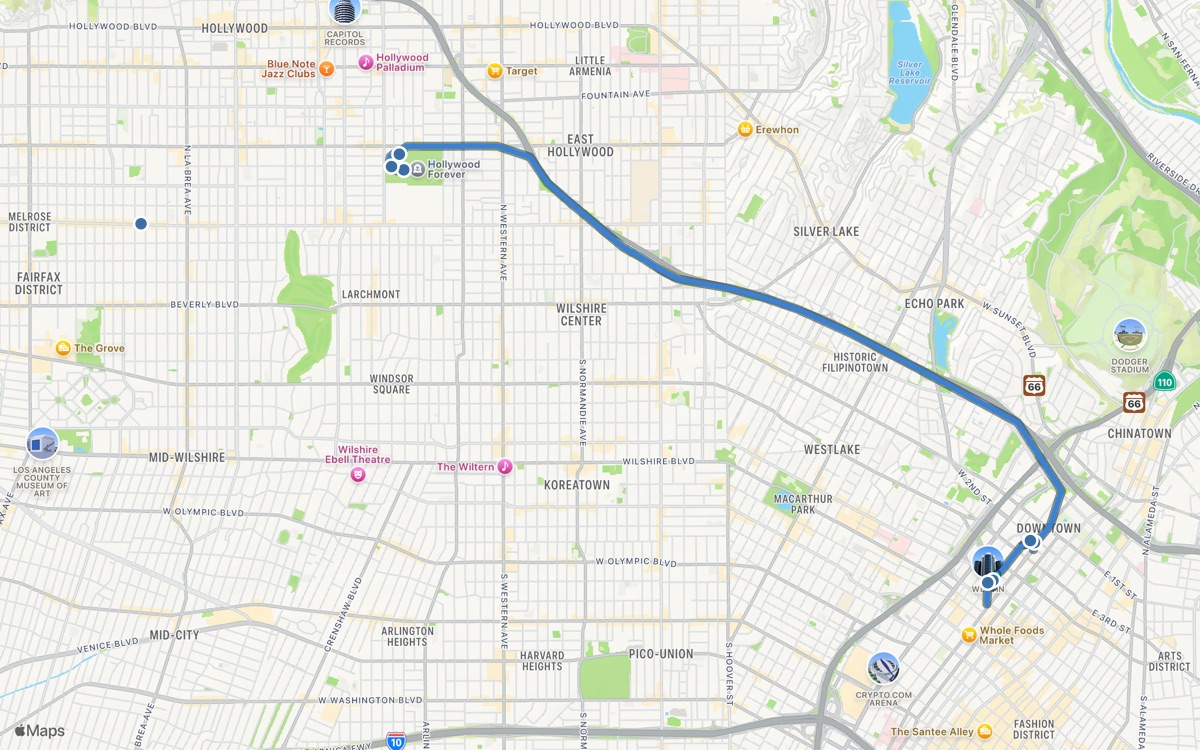 HOLLYWOOD BLVD
HOLLYWOOD
CAPITOL
RECORDS
HOLLYWOOD BLVD
Blue Note
Jazz Clubs
Hollywood
Palladium
Target
LITTLE
ARMENIA
FOUNTAIN AVE
Silver
Lake
Reservoir
GLENDALE BLVD
Erewhon
N LA BREA AVE
Hollywood
Forever
EAST
HOLLYWOOD
RIVERSIDE DR
MELROSE
DISTRICT
N WESTERN AVE
SILVER LAKE
FAIRFAX
DISTRICT
BEVERLY BLVD
LARCHMONT
WILSHIRE
CENTER
ECHO PARK
W SUNSET BLVD
The Grove
WINDSOR
SQUARE
S NORMANDIE AVE
HISTORIC
FILIPINOTOWN
DODGER
STADIUM
66
66
110
CHINATOWN
LOS ANGELES
COUNTY
MUSEUM OF
ART
MID-WILSHIRE
Wilshire
Ebell Theatre
The Wiltern
WILSHIRE BLVD
KOREATOWN
WESTLAKE
MACARTHUR
PARK
W 2ND ST
N ALAMEDA ST
W OLYMPIC BLVD
W OLYMPIC BLVD
DOWNTOWN
E 1ST ST
E 3RD ST
CRENSHAW BLVD
S WESTERN AVE
VENICE BLVD
MID-CITY
ARLINGTON
HEIGHTS
HARVARD
HEIGHTS
PICO-UNION
S HOOVER ST
Whole Foods
Market
ARTS
DISTRICT
CRYPTO.COM
ARENA
W WASHINGTON BLVD
The Santee Alley
FASHION
DISTRICT
10
Maps